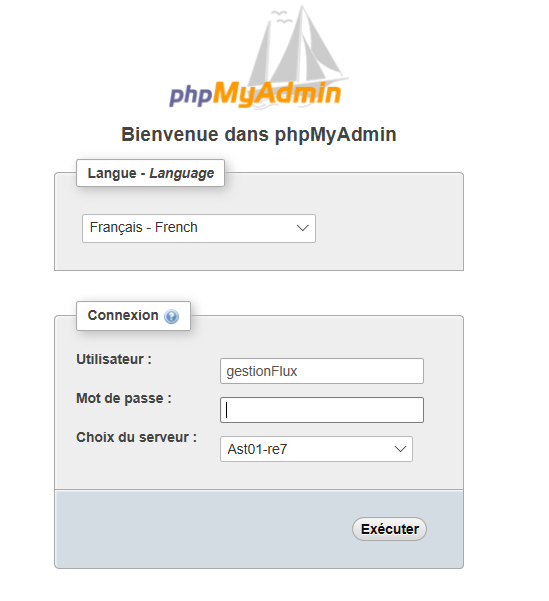 phpMyAdmin
Bienvenue dans phpMyAdmin
Langue - Language
Français - French
Connexion
Utilisateur :
gestionFlux
Mot de passe :
Choix du serveur :
Ast01-re7
Exécuter